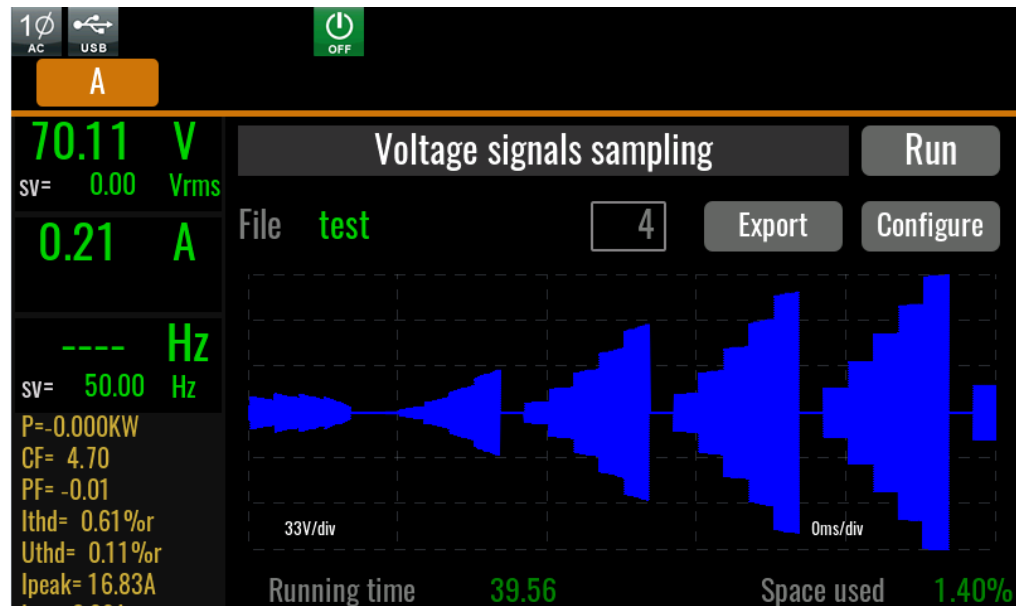 1Ø
AC
USB
OFF
A
70.11 V
sv= 0.00 Vrms
0.21 A
---- Hz
sv= 50.00 Hz
P=-0.000KW
CF= 4.70
PF= -0.01
Ithd= 0.61%r
Uthd= 0.11%r
Ipeak= 16.83A
Voltage signals sampling
Run
File test 4 Export Configure
33V/div 0ms/div
Running time 39.56 Space used 1.40%